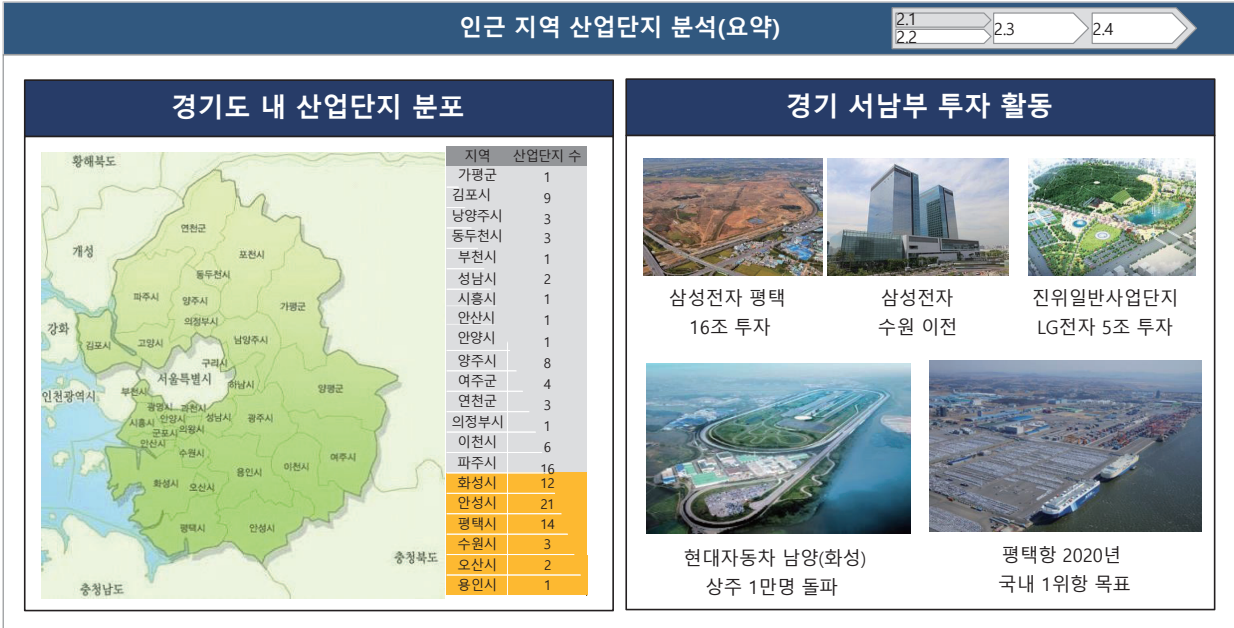 인근 지역 산업단지 분석(요약)
2.1
2.2
2.3
2.4
경기도 내 산업단지 분포
황해북도
연천군
개성
포천시
동두천시
파주시
양주시
가평군
의정부시
강화
김포시
고양시
남양주시
구리시
서울특별시
하남시
양평군
인천광역시
부천시
광명시
과천시
시흥시
안양시
성남시
광주시
군포시
의왕시
안산시
수원시
여주시
용인시
이천시
화성시
오산시
평택시
안성시
충청북도
충청남도
지역 산업단지 수
가평군 1
김포시 9
낭양주시 3
동두천시 3
부천시 1
성남시 2
시흥시 1
안산시 1
안양시 1
양주시 8
여주군 4
연천군 3
의정부시 1
이천시 6
파주시 16
화성시 12
안성시 21
평택시 14
수원시 3
오산시 2
용인시 1
경기 서남부 투자 활동
삼성전자 평택
16조 투자
삼성전자
수원 이전
진위일반사업단지
LG전자 5조 투자
현대자동차 남양(화성)
상주 1만명 돌파
평택항 2020년
국내 1위항 목표